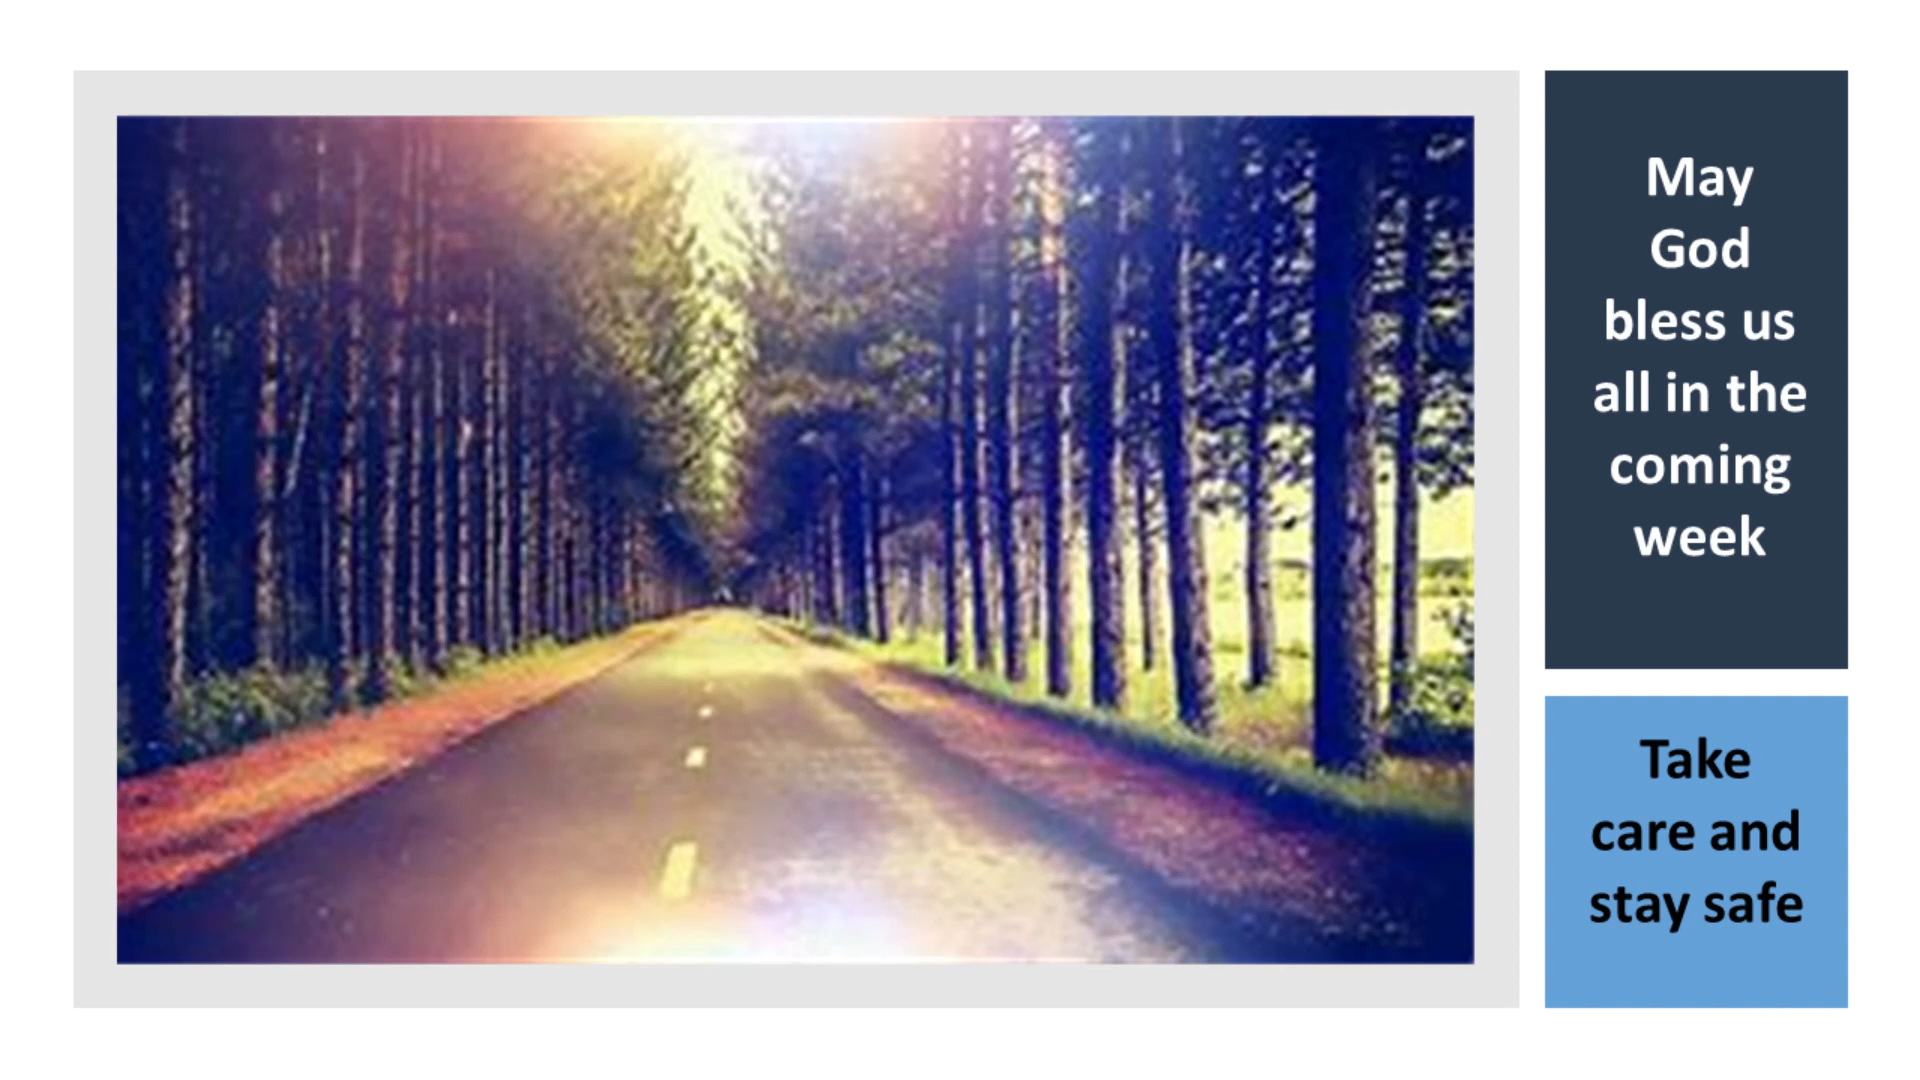 May
God
bless us
all in the
coming
week
Take
care and
stay safe